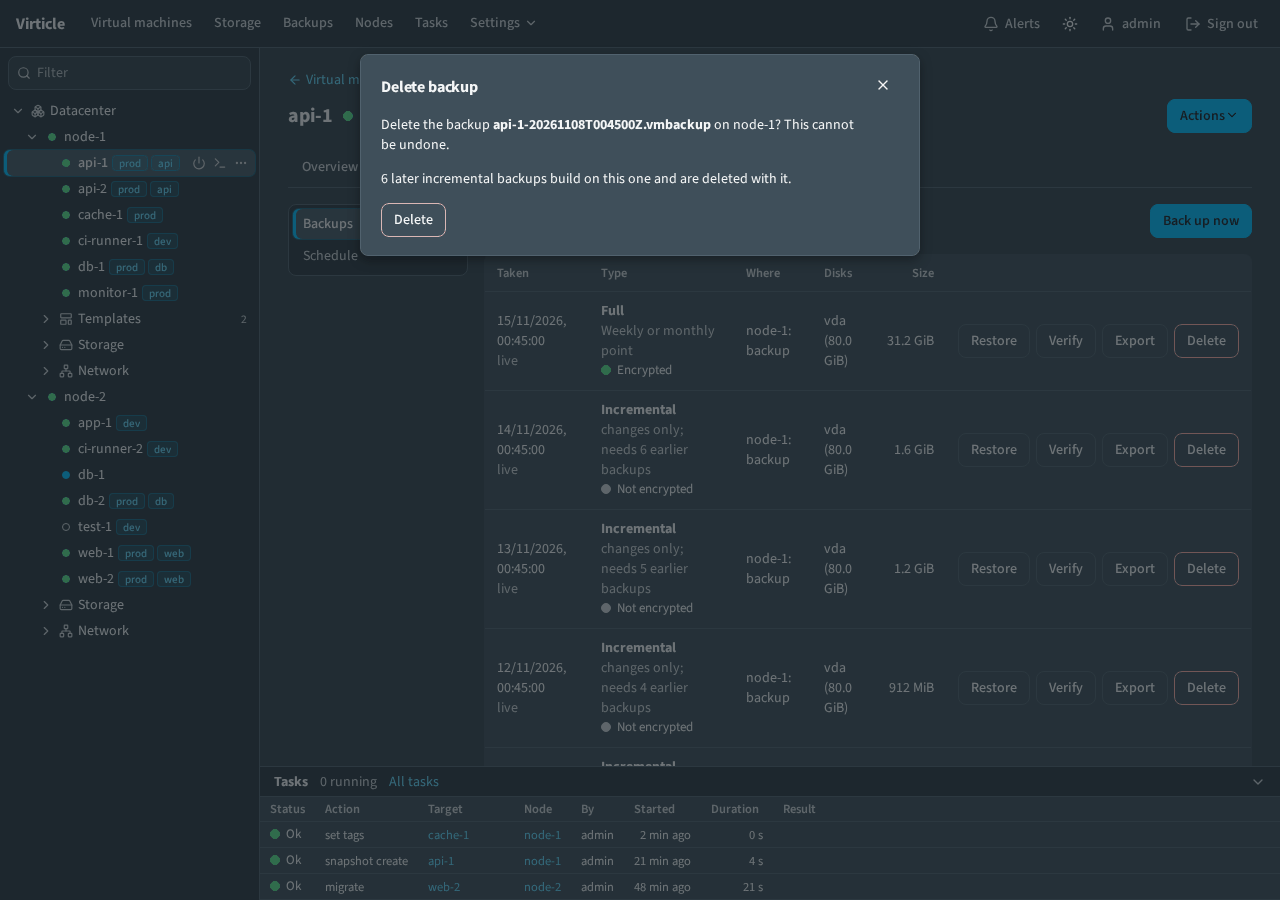 Virticle Virtual machines Storage Backups Nodes Tasks Settings Alerts admin Sign out
Filter
Datacenter
node-1
api-1 prod api
api-2 prod api
cache-1 prod
ci-runner-1 dev
db-1 prod db
monitor-1 prod
Templates 2
Storage
Network
node-2
app-1 dev
ci-runner-2 dev
db-1
db-2 prod db
test-1 dev
web-1 prod web
web-2 prod web
Storage
Network
Virtual m
api-1
Actions
Overview
Backups
Schedule
Back up now
Delete backup
Delete the backup api-1-20261108T004500Z.vmbackup on node-1? This cannot
be undone.
6 later incremental backups build on this one and are deleted with it.
Delete
Taken Type Where Disks Size
15/11/2026,
00:45:00
live
Full
Weekly or monthly
point
Encrypted
node-1:
backup
vda
(80.0
GiB)
31.2 GiB
Restore Verify Export Delete
14/11/2026,
00:45:00
live
Incremental
changes only;
needs 6 earlier
backups
Not encrypted
node-1:
backup
vda
(80.0
GiB)
1.6 GiB
Restore Verify Export Delete
13/11/2026,
00:45:00
live
Incremental
changes only;
needs 5 earlier
backups
Not encrypted
node-1:
backup
vda
(80.0
GiB)
1.2 GiB
Restore Verify Export Delete
12/11/2026,
00:45:00
live
Incremental
changes only;
needs 4 earlier
backups
Not encrypted
node-1:
backup
vda
(80.0
GiB)
912 MiB
Restore Verify Export Delete
Incremental
Tasks 0 running All tasks
Status Action Target Node By Started Duration Result
Ok set tags cache-1 node-1 admin 2 min ago 0 s
Ok snapshot create api-1 node-1 admin 21 min ago 4 s
Ok migrate web-2 node-2 admin 48 min ago 21 s